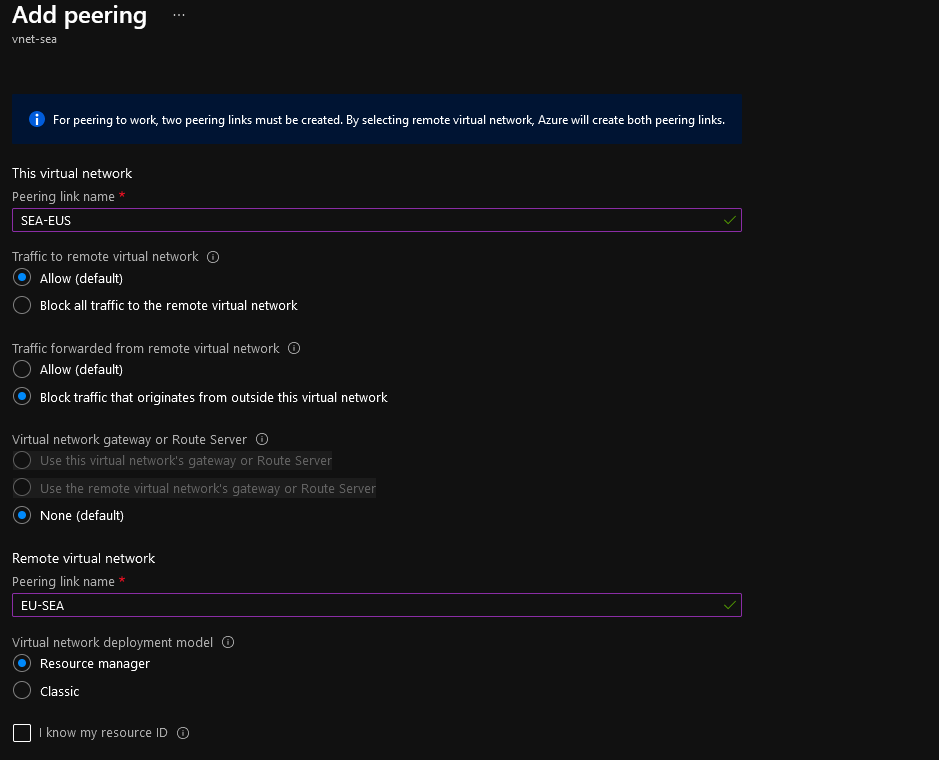 Add peering ...
vnet-sea
For peering to work, two peering links must be created. By selecting remote virtual network, Azure will create both peering links.
This virtual network
Peering link name *
SEA-EUS
Traffic to remote virtual network
Allow (default)
Block all traffic to the remote virtual network
Traffic forwarded from remote virtual network
Allow (default)
Block traffic that originates from outside this virtual network
Virtual network gateway or Route Server
Use this virtual network's gateway or Route Server
Use the remote virtual network's gateway or Route Server
None (default)
Remote virtual network
Peering link name *
EU-SEA
Virtual network deployment model
Resource manager
Classic
I know my resource ID